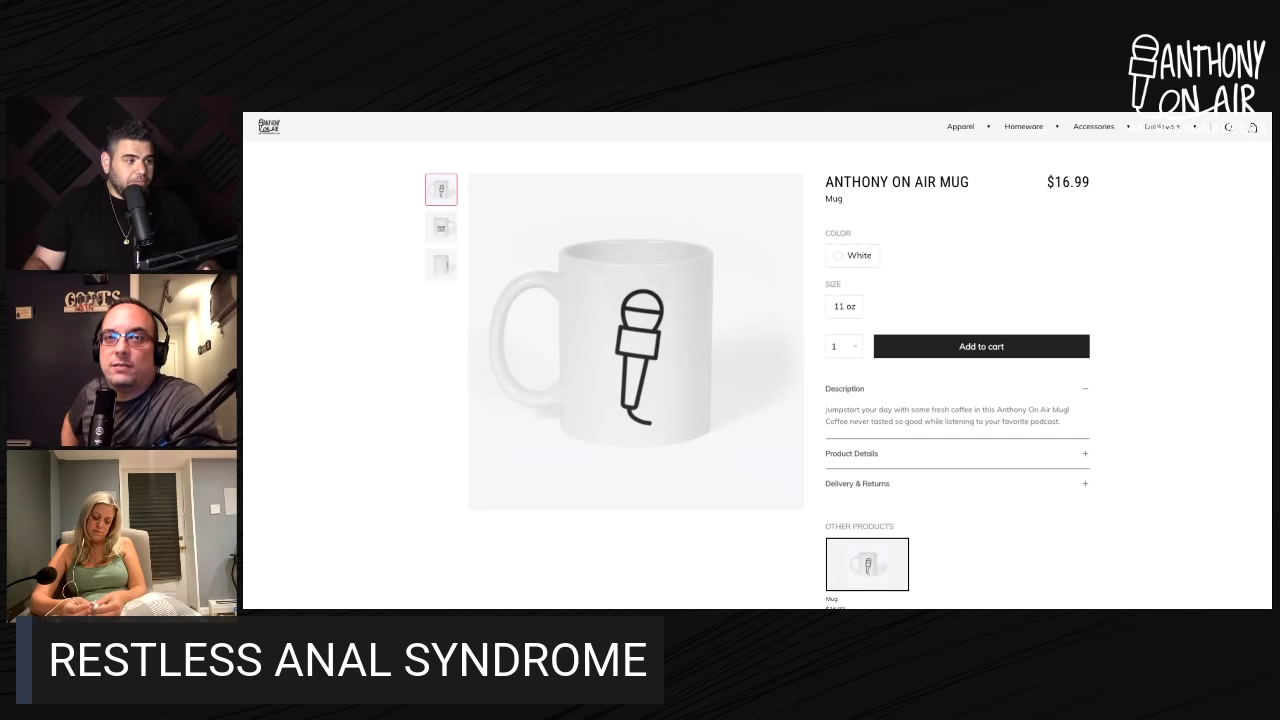 ANTHONY
ON AIR
Apparel
Homeware
Accessories
ANTHONY ON AIR MUG
$16.99
Mug
COLOR
White
SIZE
11 oz
1
Add to cart
Description
Jumpstart your day with some fresh coffee in this Anthony On Air Mug!
Coffee never tasted so good while listening to your favorite podcast.
Product Details
Delivery & Returns
OTHER PRODUCTS
Mug
$16.99
RESTLESS ANAL SYNDROME